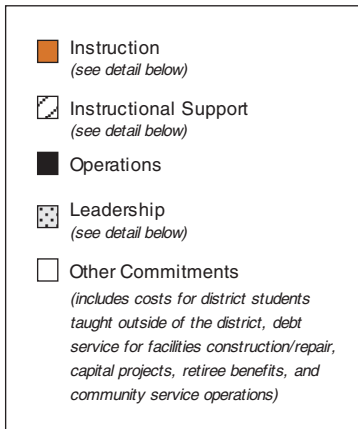 Instruction
(see detail below)
Instructional Support
(see detail below)
Operations
Leadership
(see detail below)
Other Commitments
(includes costs for district students
taught outside of the district, debt
service for facilities construction/repair,
capital projects, retiree benefits, and
community service operations)